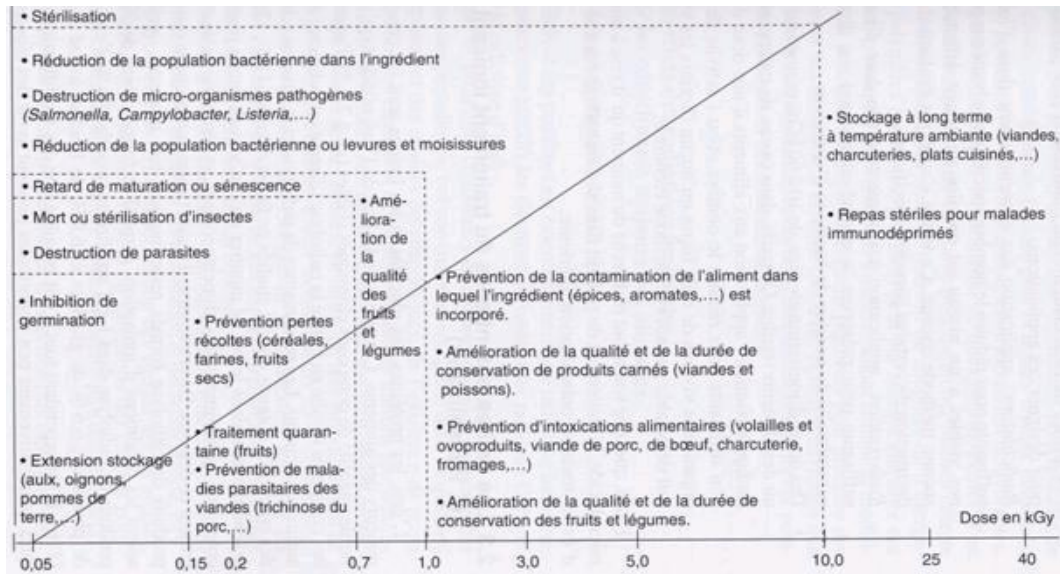 • Stérilisation
• Réduction de la population bactérienne dans l'ingrédient
• Destruction de micro-organismes pathogènes
(Salmonella, Campylobacter, Listeria,…)
• Réduction de la population bactérienne ou levures et moisissures
• Retard de maturation ou sénescence
• Mort ou stérilisation d'insectes
• Destruction de parasites
• Inhibition de
germination
• Extension stockage
(aulx, oignons,
pommes de
terre,…)
• Prévention pertes
récoltes (céréales,
farines, fruits
secs)
• Traitement quaran-
taine (fruits)
• Prévention de mala-
dies parasitaires des
viandes (trichinose du
porc,…)
• Amé-
liora-
tion de
la
qualité
des
fruits
et
légumes
• Prévention de la contamination de l'aliment dans
lequel l'ingrédient (épices, aromates,…) est
incorporé.
• Amélioration de la qualité et de la durée de
conservation de produits carnés (viandes et
poissons).
• Prévention d'intoxications alimentaires (volailles et
ovoproduits, viande de porc, de bœuf, charcuterie,
fromages,…)
• Amélioration de la qualité et de la durée de
conservation des fruits et légumes.
• Stockage à long terme
à température ambiante (viandes,
charcuteries, plats cuisinés,…)
• Repas stériles pour malades
immunodéprimés
Dose en kGy
0,05 0,15 0,2 0,7 1,0 3,0 5,0 10,0 25 40